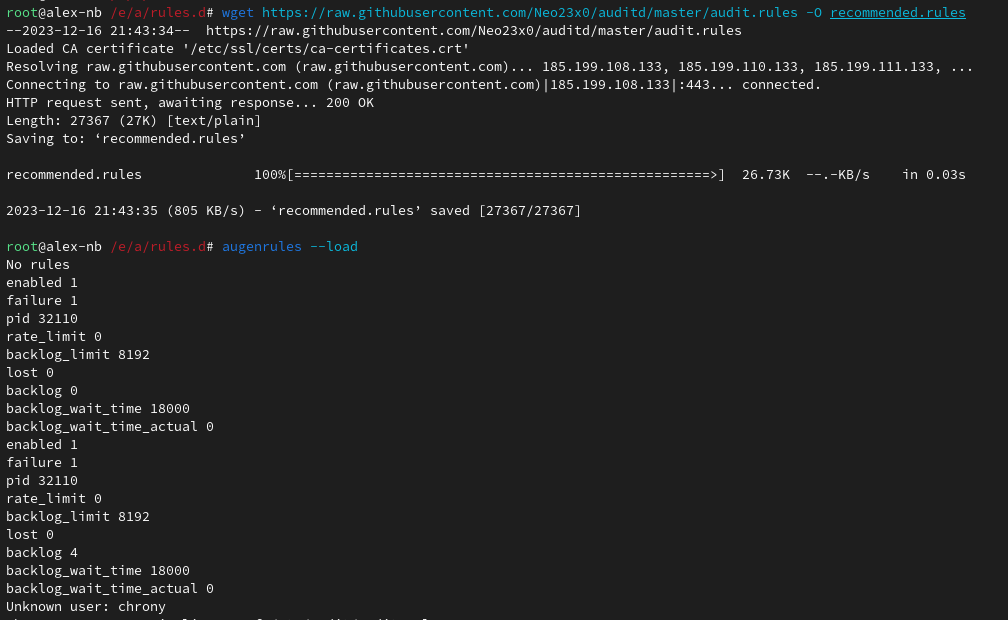 root@alex-nb /e/a/rules.d# wget https://raw.githubusercontent.com/Neo23x0/auditd/master/audit.rules -O recommended.rules
--2023-12-16 21:43:34--  https://raw.githubusercontent.com/Neo23x0/auditd/master/audit.rules
Loaded CA certificate '/etc/ssl/certs/ca-certificates.crt'
Resolving raw.githubusercontent.com (raw.githubusercontent.com)... 185.199.108.133, 185.199.110.133, 185.199.111.133, ...
Connecting to raw.githubusercontent.com (raw.githubusercontent.com)|185.199.108.133|:443... connected.
HTTP request sent, awaiting response... 200 OK
Length: 27367 (27K) [text/plain]
Saving to: ‘recommended.rules’
recommended.rules              100%[====================================================>]  26.73K  --.-KB/s    in 0.03s
2023-12-16 21:43:35 (805 KB/s) - ‘recommended.rules’ saved [27367/27367]
root@alex-nb /e/a/rules.d# augenrules --load
No rules
enabled 1
failure 1
pid 32110
rate_limit 0
backlog_limit 8192
lost 0
backlog 0
backlog_wait_time 18000
backlog_wait_time_actual 0
enabled 1
failure 1
pid 32110
rate_limit 0
backlog_limit 8192
lost 0
backlog 4
backlog_wait_time 18000
backlog_wait_time_actual 0
Unknown user: chrony